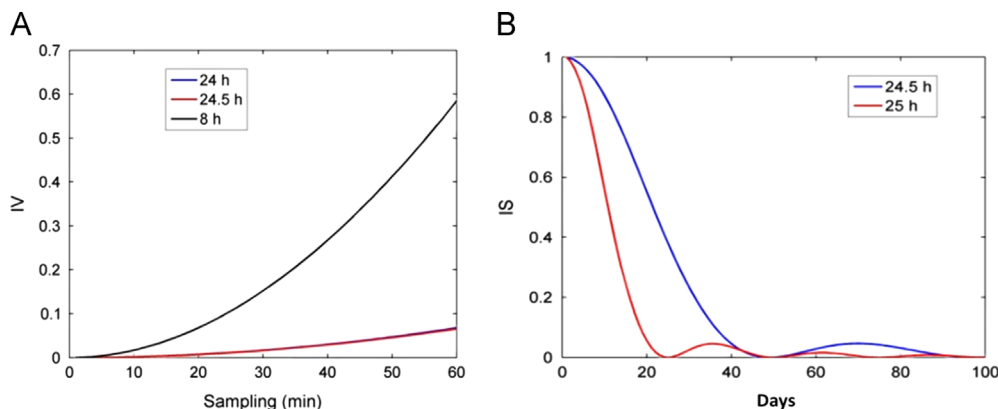 A
0.7
0.6
0.5
0.4
0.3
0.2
0.1
0
IV
24 h
24.5 h
8 h
0 10 20 30 40 50 60
Sampling (min)
B
1
0.8
0.6
0.4
0.2
0
IS
24.5 h
25 h
0 20 40 60 80 100
Days